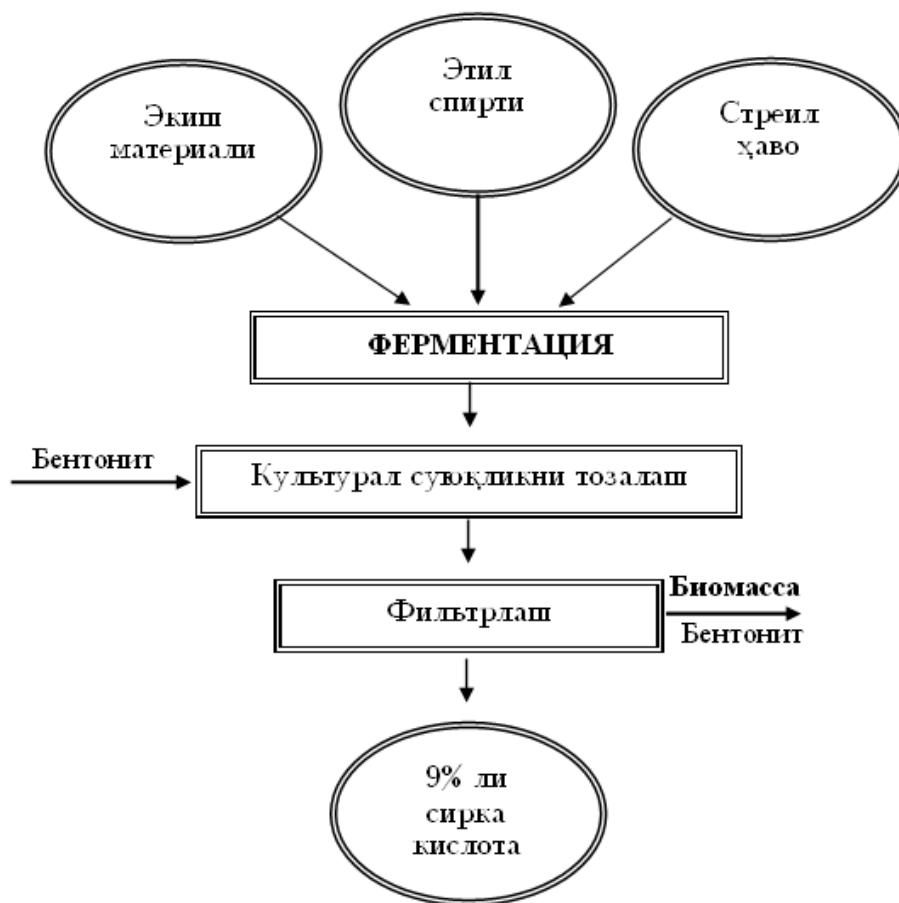 Экиш
материали
Этил
спирти
Стреил
ҳаво
ФЕРМЕНТАЦИЯ
Бентонит
Культурал суюқликни тозалаш
Фильтрлаш
Биомасса
Бентонит
9% ли
сирка
кислота